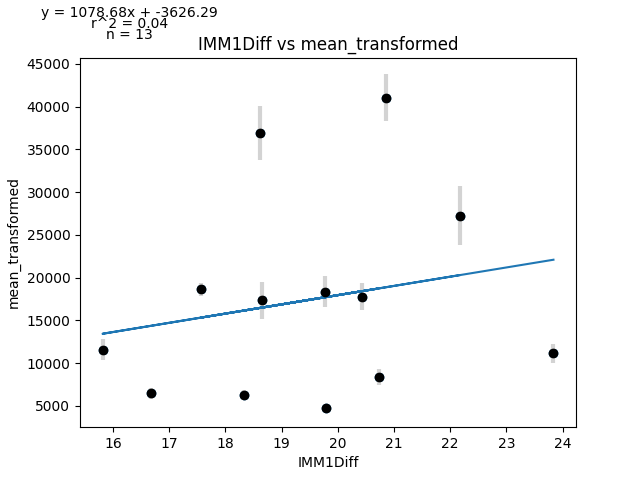 y = 1078.68x + -3626.29
r^2 = 0.04
n = 13
IMM1Diff vs mean_transformed
45000
40000
35000
30000
25000
20000
15000
10000
5000
mean_transformed
16 17 18 19 20 21 22 23 24
IMM1Diff